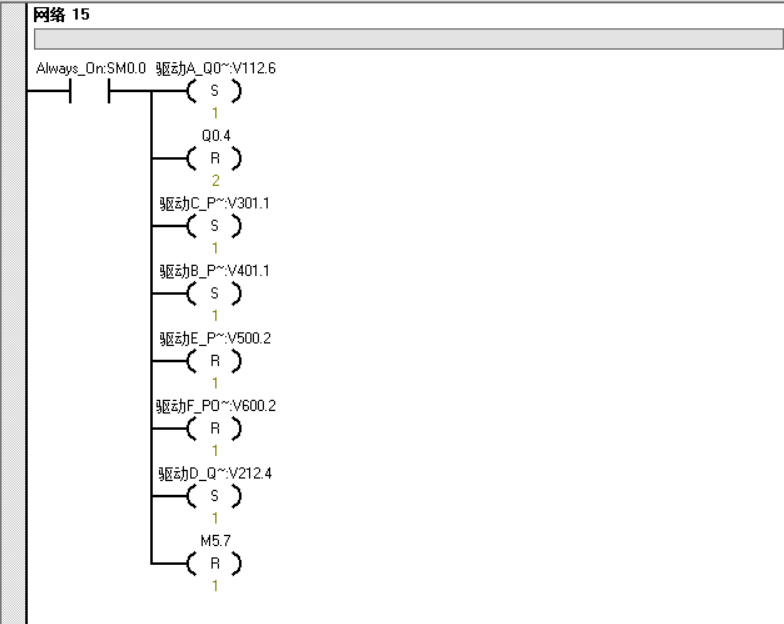 网络 15
Always_On:SM0.0 驱动A_Q0~:V112.6
S
1
Q0.4
R
2
驱动C_P~:V301.1
S
1
驱动B_P~:V401.1
S
1
驱动E_P~:V500.2
R
1
驱动F_PO~:V600.2
R
1
驱动D_Q~:V212.4
S
1
M5.7
R
1